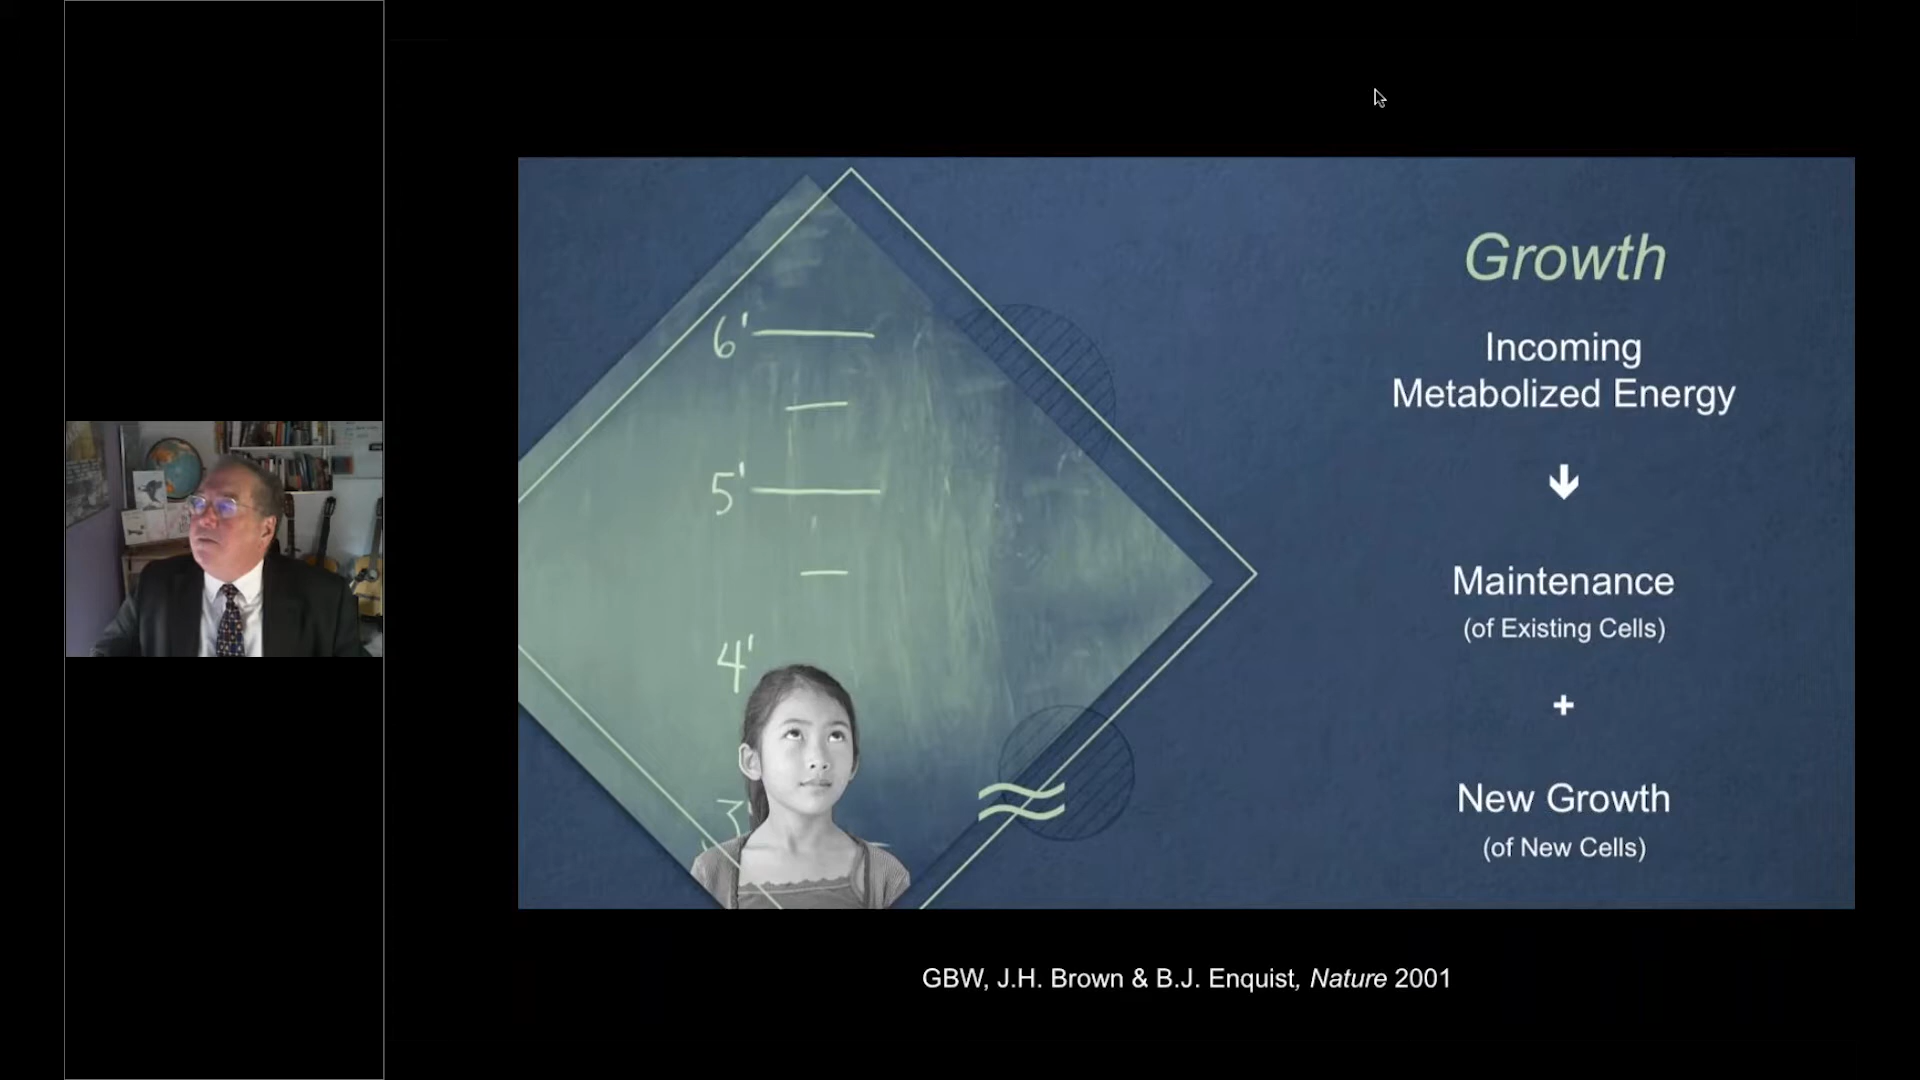 Growth
Incoming
Metabolized Energy
Maintenance
(of Existing Cells)
+
New Growth
(of New Cells)
6'
5'
4'
3'
GBW, J.H. Brown & B.J. Enquist, Nature 2001